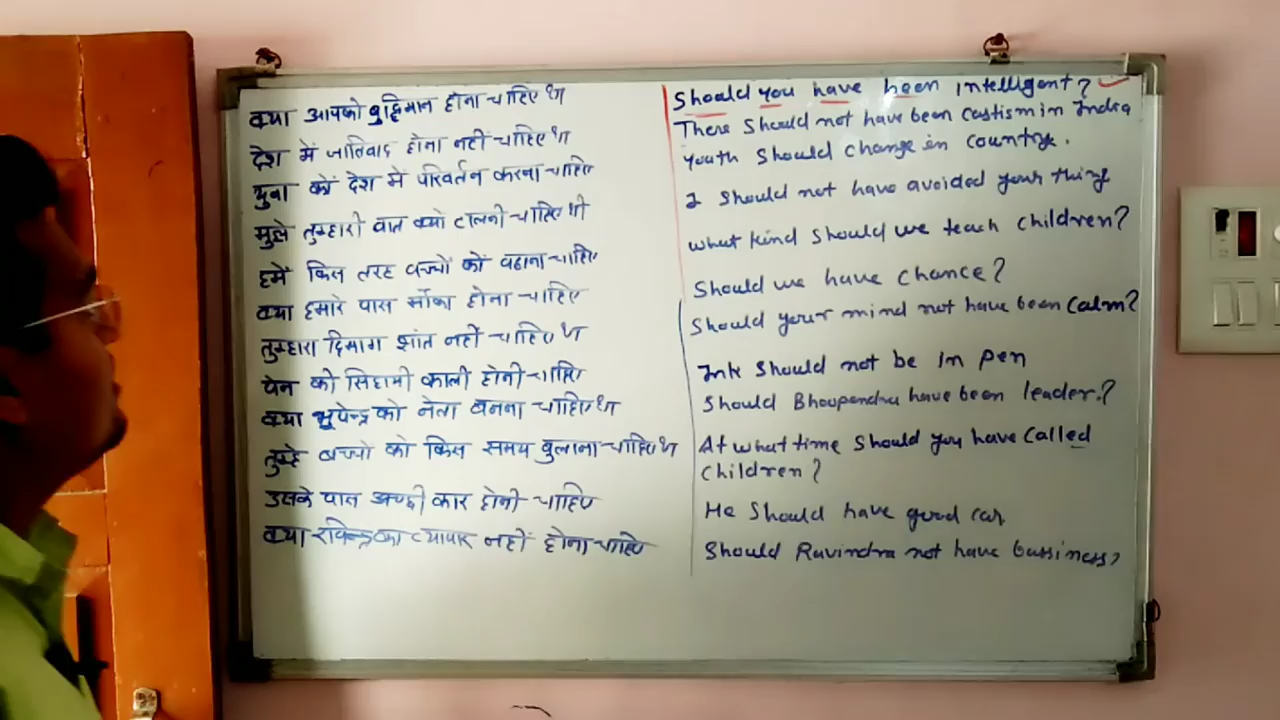 क्या आपको बुद्धिमान होना चाहिए था
देश में जातिवाद होना नहीं चाहिए था
युवा को देश में परिवर्तन करना चाहिए
मुझे तुम्हारी बात क्यों टालनी चाहिए थी
हमें किस तरह बच्चों को पढाना चाहिए
क्या हमारे पास मौका होना चाहिए
तुम्हारा दिमाग शांत नहीं चाहिए था
पेन की सिहामी काली होनी चाहिए
क्या भूपेन्द्र को नेता बनना चाहिए था
तुम्हे बच्चो को किस समय बुलाना चाहिए था
उसके पास अच्छी कार होनी चाहिए
क्या रविन्द्र का व्यापार नहीं होना चाहिए
Should you have been intelligent?
There should not have been castism in India
youth should change in country.
I should not have avoided your thing
what kind should we teach children?
Should we have chance?
Should your mind not have been calm?
Ink should not be in pen
Should Bhoopendra have been leader.?
At what time should you have called
children?
He should have good car
Should Ravindra not have bussiness?